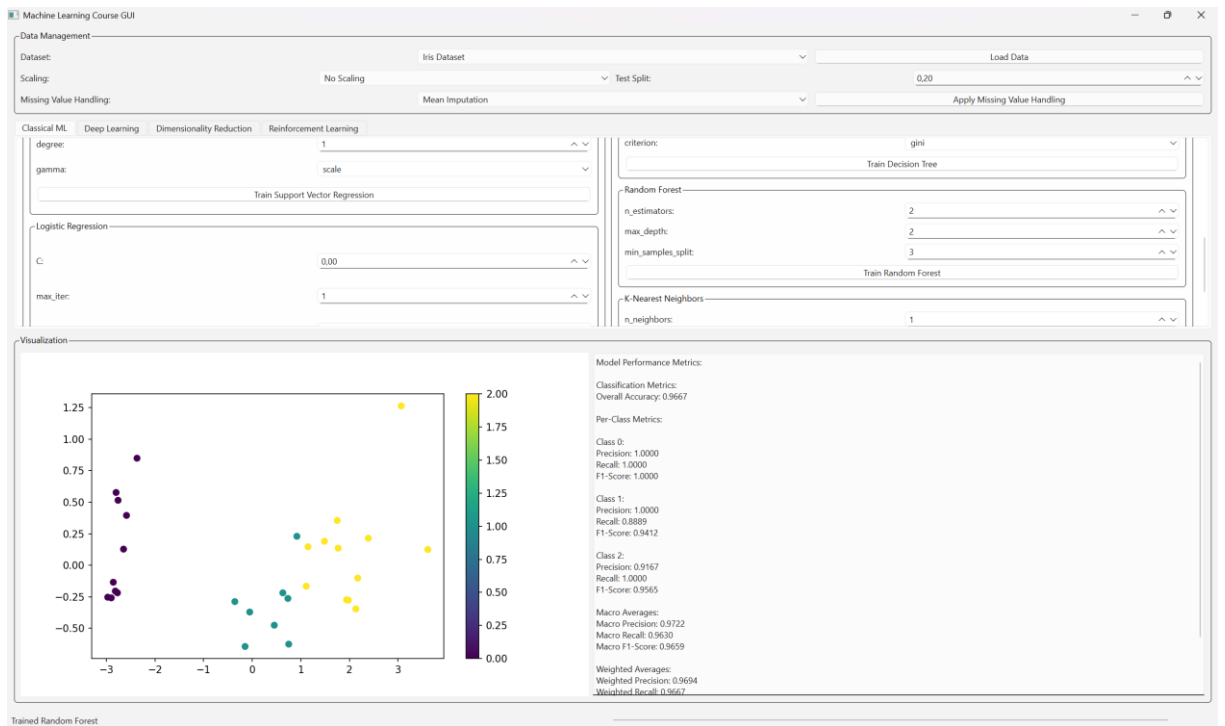 Machine Learning Course GUI
Data Management
Dataset: Iris Dataset Load Data
Scaling: No Scaling Test Split: 0,20
Missing Value Handling: Mean Imputation Apply Missing Value Handling
Classical ML Deep Learning Dimensionality Reduction Reinforcement Learning
degree: 1
gamma: scale
Train Support Vector Regression
Logistic Regression
C: 0,00
max_iter: 1
criterion: gini
Train Decision Tree
Random Forest
n_estimators: 2
max_depth: 2
min_samples_split: 3
Train Random Forest
K-Nearest Neighbors
n_neighbors: 1
Visualization
1.25
1.00
0.75
0.50
0.25
0.00
−0.25
−0.50
−3 −2 −1 0 1 2 3
2.00
1.75
1.50
1.25
1.00
0.75
0.50
0.25
0.00
Model Performance Metrics:
Classification Metrics:
Overall Accuracy: 0.9667
Per-Class Metrics:
Class 0:
Precision: 1.0000
Recall: 1.0000
F1-Score: 1.0000
Class 1:
Precision: 1.0000
Recall: 0.8889
F1-Score: 0.9412
Class 2:
Precision: 0.9167
Recall: 1.0000
F1-Score: 0.9565
Macro Averages:
Macro Precision: 0.9722
Macro Recall: 0.9630
Macro F1-Score: 0.9659
Weighted Averages:
Weighted Precision: 0.9694
Weighted Recall: 0.9667
Trained Random Forest